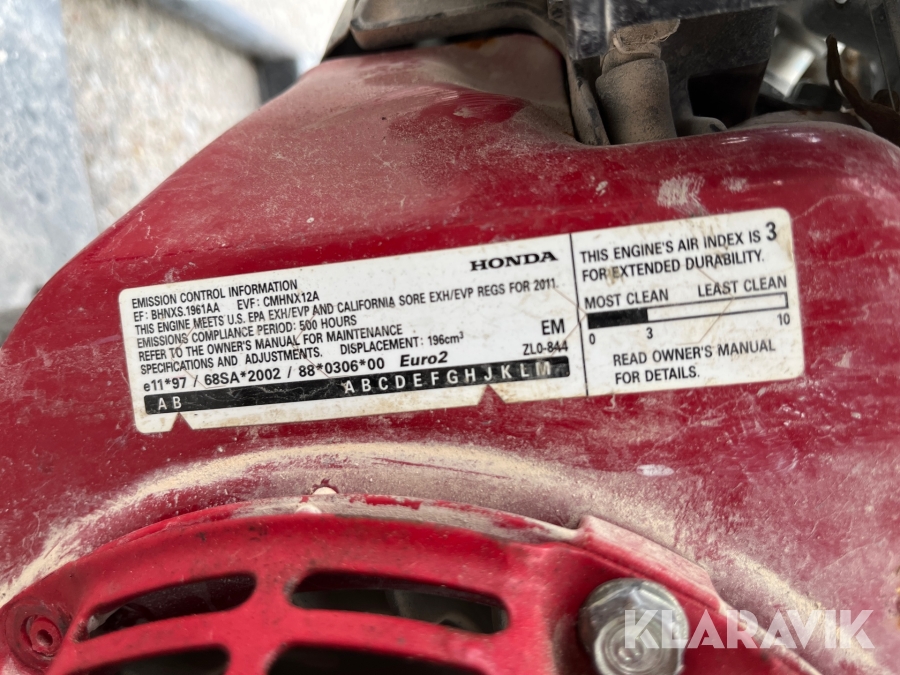 HONDA
EMISSION CONTROL INFORMATION
EF: BHNXS.1961AA EVF: CMHNX12A
THIS ENGINE MEETS U.S. EPA EXH/EVP AND CALIFORNIA SORE EXH/EVP REGS FOR 2011.
EMISSIONS COMPLIANCE PERIOD: 500 HOURS
REFER TO THE OWNER'S MANUAL FOR MAINTENANCE
SPECIFICATIONS AND ADJUSTMENTS. DISPLACEMENT: 196cm³ EM
e11*97 / 68SA*2002 / 88*0306*00 Euro2 ZL0-844
A B A B C D E F G H J K L M
THIS ENGINE'S AIR INDEX IS 3
FOR EXTENDED DURABILITY.
MOST CLEAN LEAST CLEAN
0 3 10
READ OWNER'S MANUAL
FOR DETAILS.
KLARAVIK